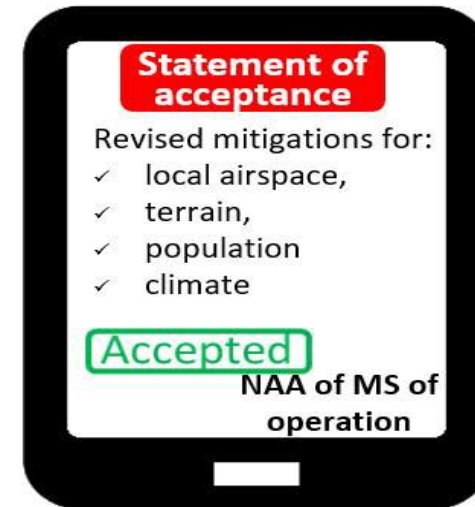 Statement of
acceptance
Revised mitigations for:
✓ local airspace,
✓ terrain,
✓ population
✓ climate
Accepted
NAA of MS of
operation